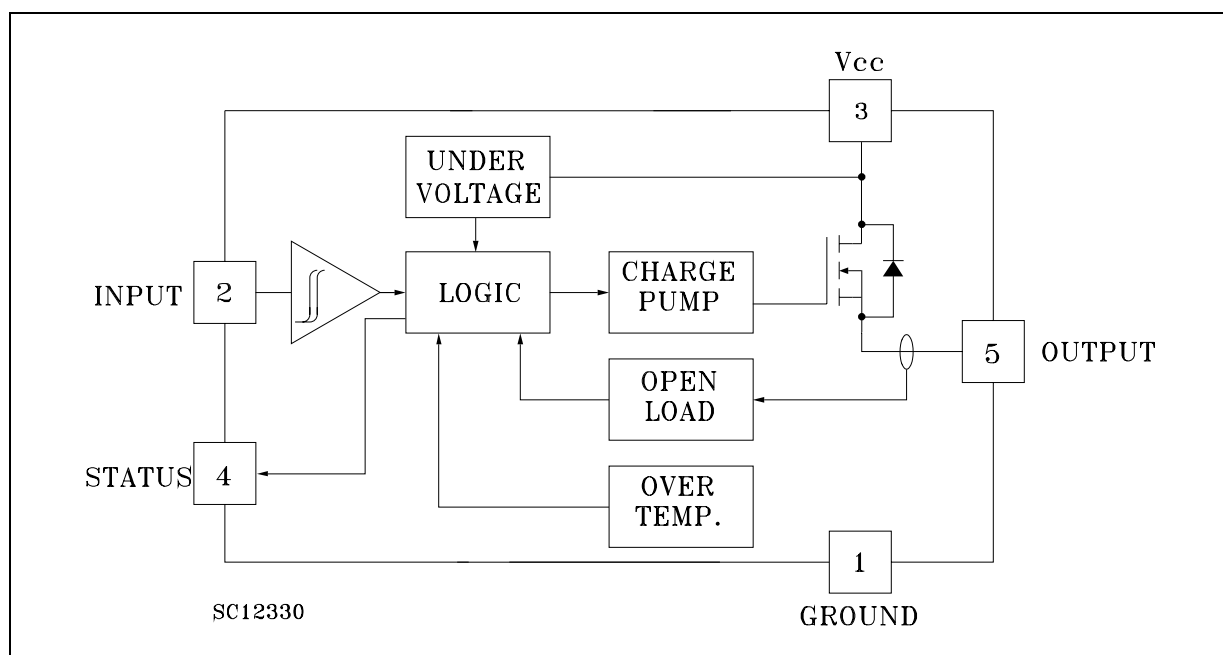 Vcc
3
UNDER
VOLTAGE
INPUT
2
LOGIC
CHARGE
PUMP
5
OUTPUT
OPEN
LOAD
STATUS
4
OVER
TEMP.
1
GROUND
SC12330